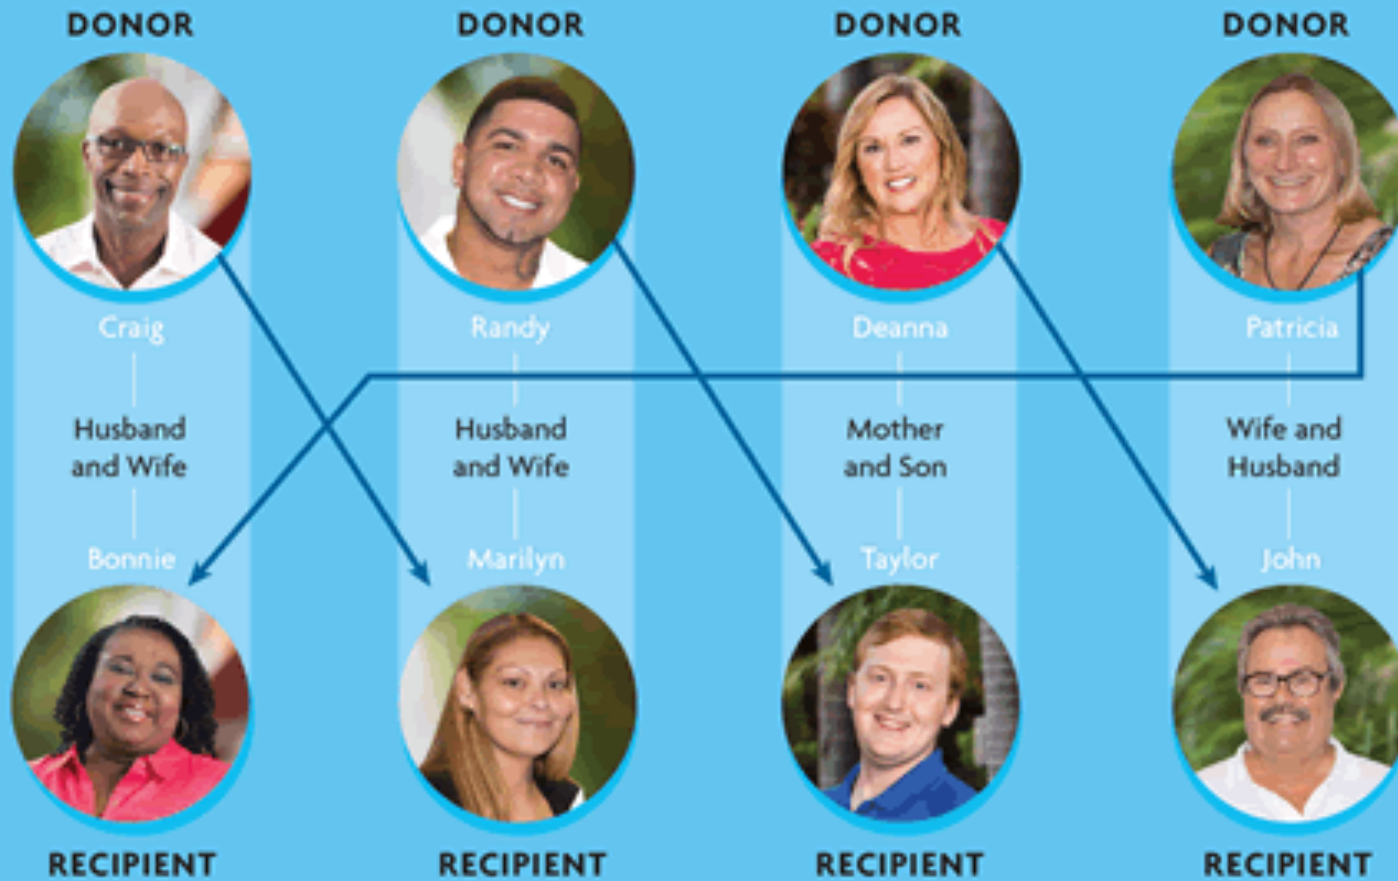 DONOR
DONOR
DONOR
DONOR
Craig
Randy
Deanna
Patricia
Husband
and Wife
Husband
and Wife
Mother
and Son
Wife and
Husband
Bonnie
Marilyn
Taylor
John
RECIPIENT
RECIPIENT
RECIPIENT
RECIPIENT